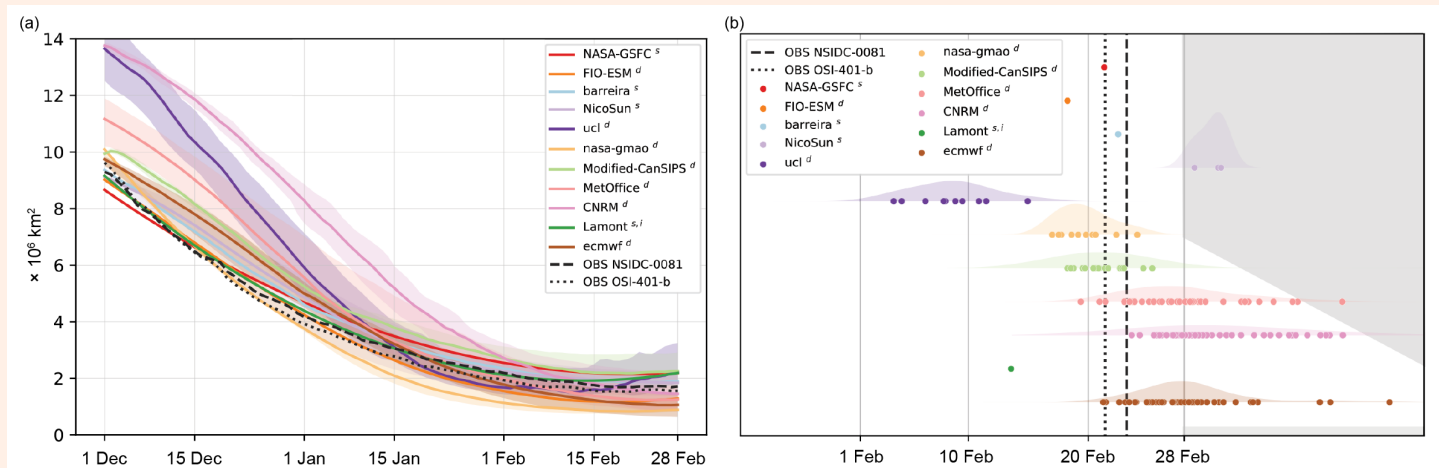 (a)
14
12
10
8
6
4
2
0
× 10⁶ km²
1 Dec
15 Dec
1 Jan
15 Jan
1 Feb
15 Feb
28 Feb
NASA-GSFC ˢ
FIO-ESM ᵈ
barreira ˢ
NicoSun ˢ
ucl ᵈ
nasa-gmao ᵈ
Modified-CanSIPS ᵈ
MetOffice ᵈ
CNRM ᵈ
Lamont ˢ,ⁱ
ecmwf ᵈ
OBS NSIDC-0081
OBS OSI-401-b
(b)
OBS NSIDC-0081
OBS OSI-401-b
NASA-GSFC ˢ
FIO-ESM ᵈ
barreira ˢ
NicoSun ˢ
ucl ᵈ
nasa-gmao ᵈ
Modified-CanSIPS ᵈ
MetOffice ᵈ
CNRM ᵈ
Lamont ˢ,ⁱ
ecmwf ᵈ
1 Feb
10 Feb
20 Feb
28 Feb